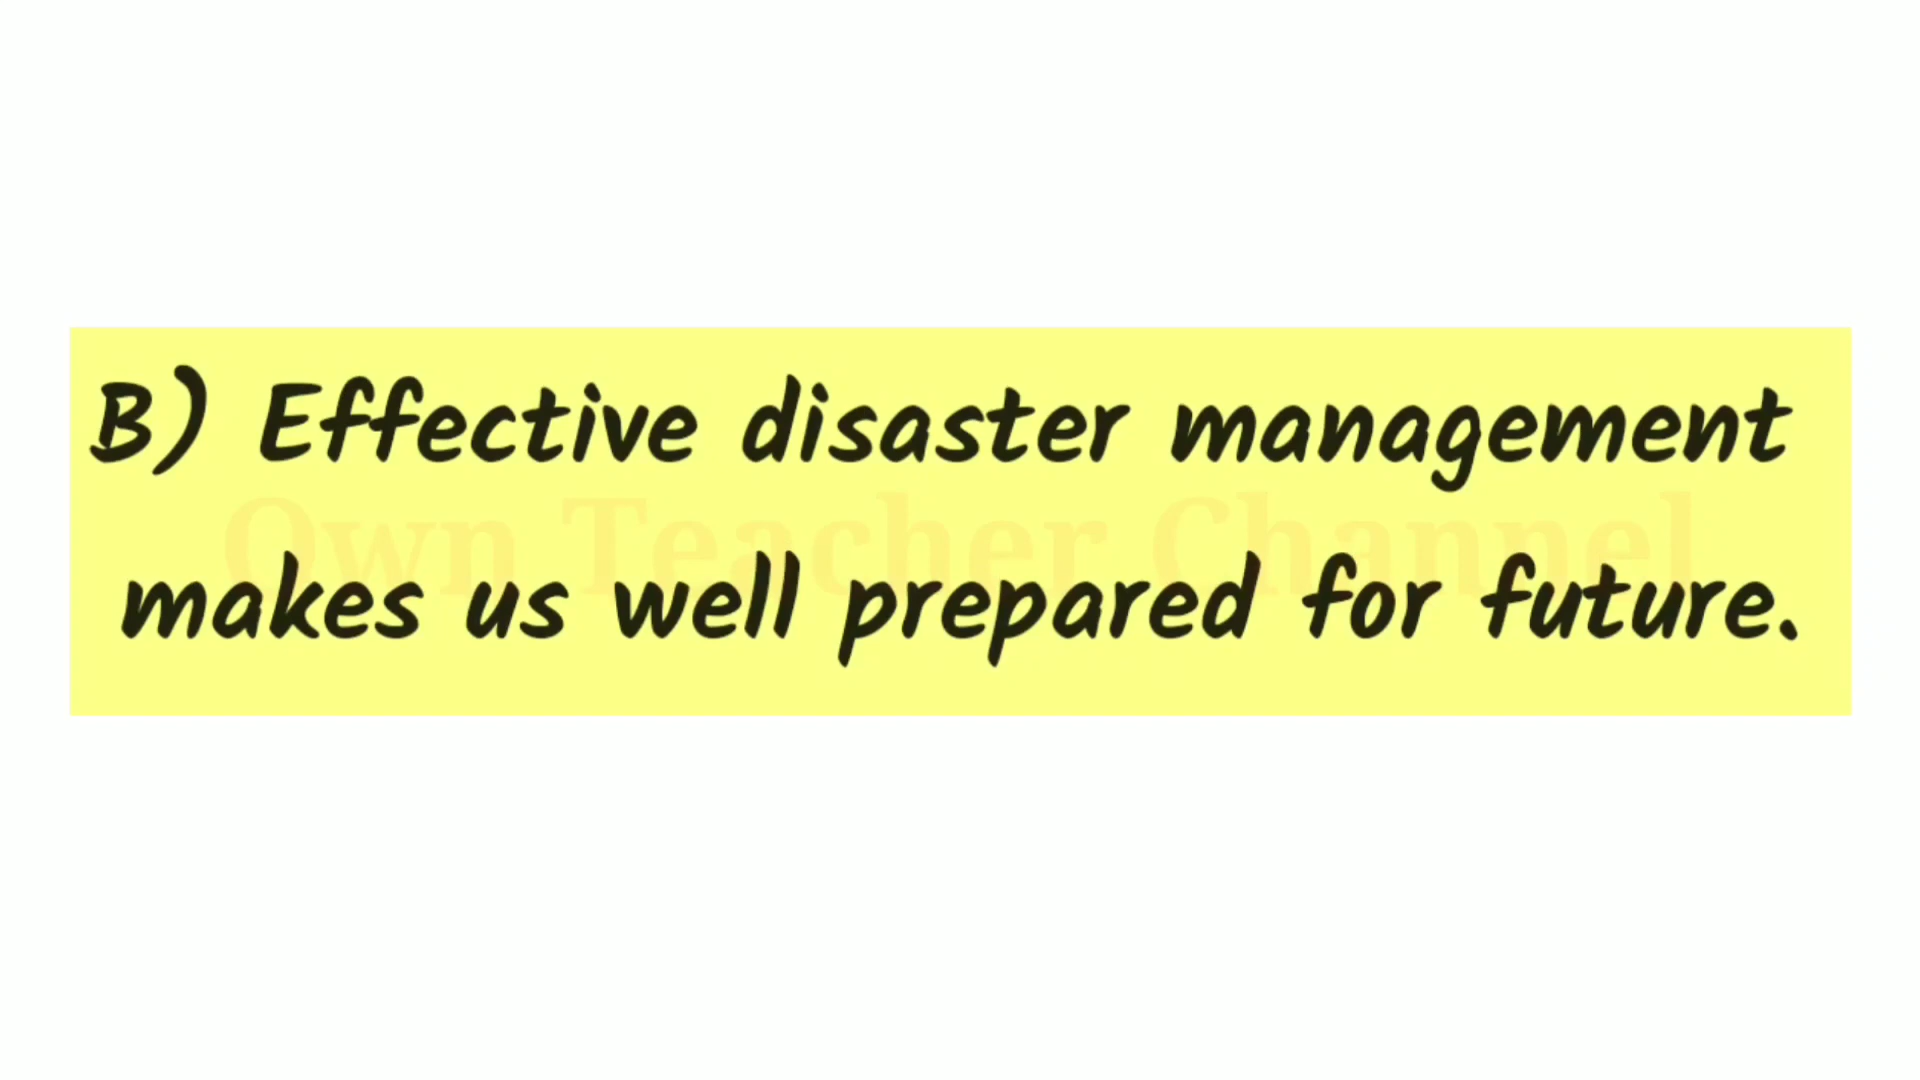 B) Effective disaster management
Own Teacher Channel
makes us well prepared for future.